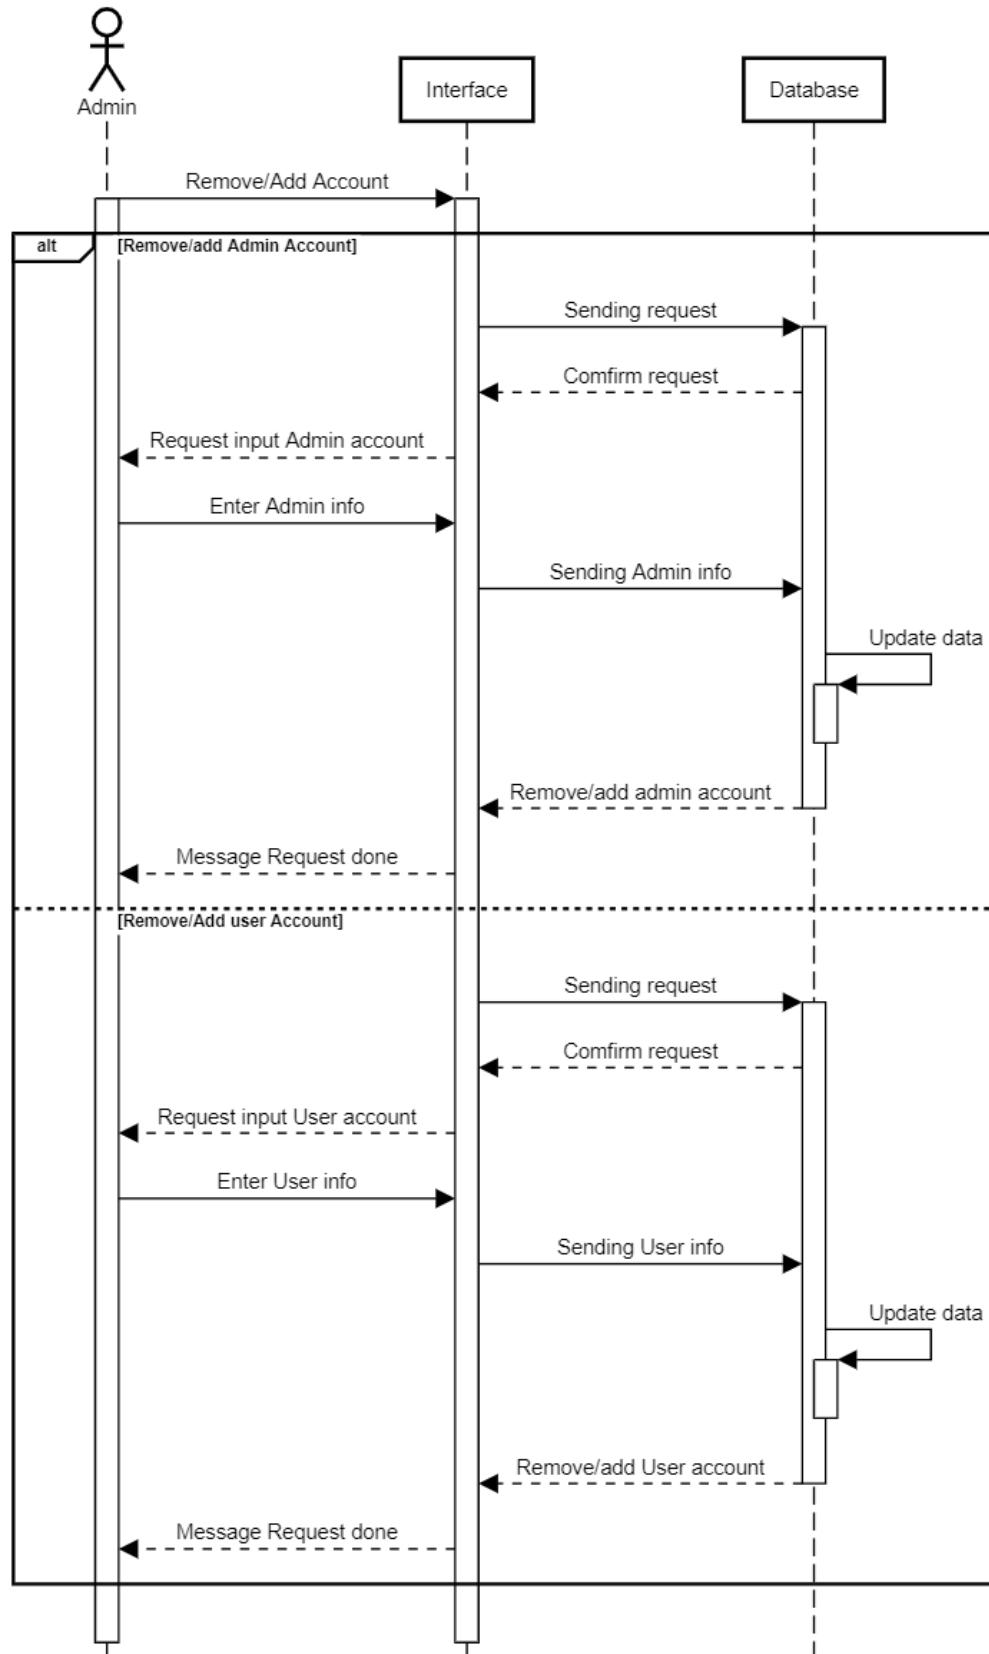 Admin
Interface
Database
Remove/Add Account
alt
[Remove/add Admin Account]
Sending request
Comfirm request
Request input Admin account
Enter Admin info
Sending Admin info
Update data
Remove/add admin account
Message Request done
[Remove/Add user Account]
Sending request
Comfirm request
Request input User account
Enter User info
Sending User info
Update data
Remove/add User account
Message Request done